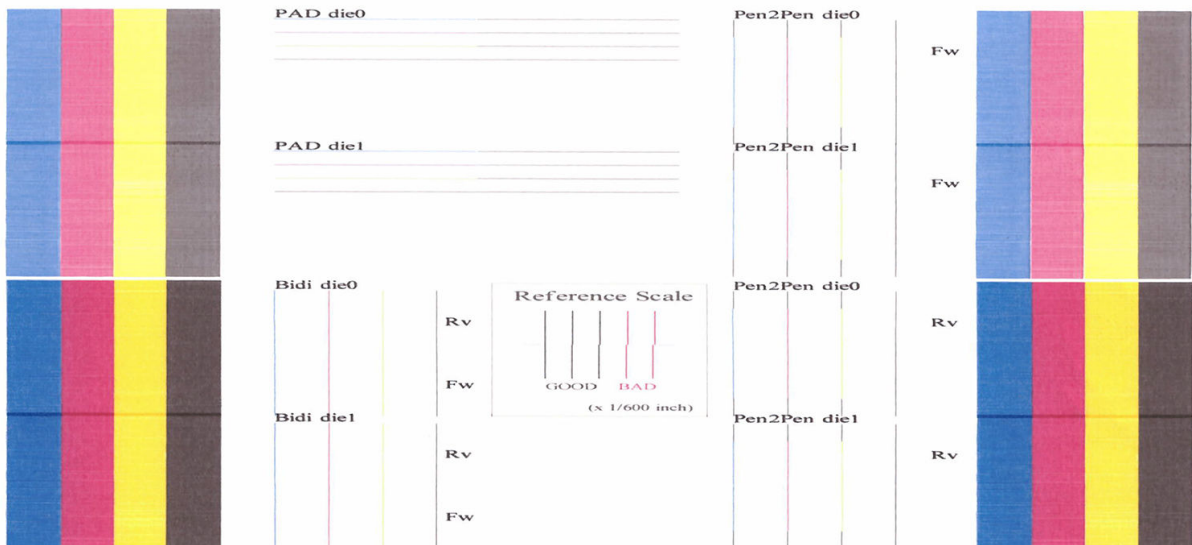 PAD die0
Pen2Pen die0
Fw
PAD die1
Pen2Pen die1
Fw
Bidi die0
Rv
Fw
Reference Scale
GOOD BAD
(x 1/600 inch)
Pen2Pen die0
Rv
Bidi die1
Rv
Fw
Pen2Pen die1
Rv